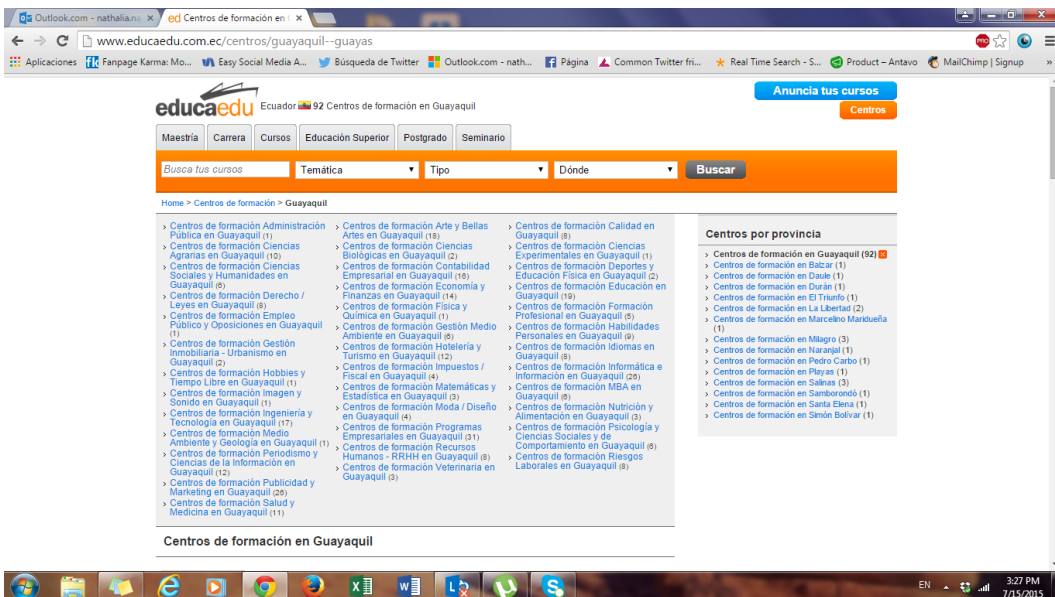 Outlook.com - nathalia.na
ed Centros de formación en G
www.educaedu.com.ec/centros/guayaquil--guayas
PRO
Aplicaciones
Fanpage Karma: Mo...
Easy Social Media A...
Búsqueda de Twitter
Outlook.com - nath...
Página
Common Twitter fri...
Real Time Search - S...
Product – Antavo
MailChimp | Signup
»
educaedu
Ecuador 92 Centros de formación en Guayaquil
Anuncia tus cursos
Centros
Maestría
Carrera
Cursos
Educación Superior
Postgrado
Seminario
Busca tus cursos
Temática
Tipo
Dónde
Buscar
Home > Centros de formación > Guayaquil
› Centros de formación Administración
Pública en Guayaquil (1)
› Centros de formación Ciencias
Agrarias en Guayaquil (10)
› Centros de formación Ciencias
Sociales y Humanidades en
Guayaquil (6)
› Centros de formación Derecho /
Leyes en Guayaquil (8)
› Centros de formación Empleo
Público y Oposiciones en Guayaquil
(1)
› Centros de formación Gestión
Inmobiliaria - Urbanismo en
Guayaquil (2)
› Centros de formación Hobbies y
Tiempo Libre en Guayaquil (1)
› Centros de formación Imagen y
Sonido en Guayaquil (1)
› Centros de formación Ingeniería y
Tecnología en Guayaquil (17)
› Centros de formación Medio
Ambiente y Geología en Guayaquil (1)
› Centros de formación Periodismo y
Ciencias de la Información en
Guayaquil (12)
› Centros de formación Publicidad y
Marketing en Guayaquil (26)
› Centros de formación Salud y
Medicina en Guayaquil (11)
› Centros de formación Arte y Bellas
Artes en Guayaquil (18)
› Centros de formación Ciencias
Biológicas en Guayaquil (2)
› Centros de formación Contabilidad
Empresarial en Guayaquil (16)
› Centros de formación Economía y
Finanzas en Guayaquil (14)
› Centros de formación Física y
Química en Guayaquil (1)
› Centros de formación Gestión Medio
Ambiente en Guayaquil (6)
› Centros de formación Hotelería y
Turismo en Guayaquil (12)
› Centros de formación Impuestos /
Fiscal en Guayaquil (4)
› Centros de formación Matemáticas y
Estadística en Guayaquil (3)
› Centros de formación Moda / Diseño
en Guayaquil (4)
› Centros de formación Programas
Empresariales en Guayaquil (31)
› Centros de formación Recursos
Humanos - RRHH en Guayaquil (8)
› Centros de formación Veterinaria en
Guayaquil (3)
› Centros de formación Calidad en
Guayaquil (8)
› Centros de formación Ciencias
Experimentales en Guayaquil (1)
› Centros de formación Deportes y
Educación Física en Guayaquil (2)
› Centros de formación Educación en
Guayaquil (19)
› Centros de formación Formación
Profesional en Guayaquil (5)
› Centros de formación Habilidades
Personales en Guayaquil (9)
› Centros de formación Idiomas en
Guayaquil (8)
› Centros de formación Informática e
Información en Guayaquil (26)
› Centros de formación MBA en
Guayaquil (6)
› Centros de formación Nutrición y
Alimentación en Guayaquil (3)
› Centros de formación Psicología y
Ciencias Sociales y de
Comportamiento en Guayaquil (6)
› Centros de formación Riesgos
Laborales en Guayaquil (8)
Centros por provincia
› Centros de formación en Guayaquil (92)
› Centros de formación en Balzar (1)
› Centros de formación en Daule (1)
› Centros de formación en Durán (1)
› Centros de formación en El Triunfo (1)
› Centros de formación en La Libertad (2)
› Centros de formación en Marcelino Maridueña
(1)
› Centros de formación en Milagro (3)
› Centros de formación en Naranjal (1)
› Centros de formación en Pedro Carbo (1)
› Centros de formación en Playas (1)
› Centros de formación en Salinas (3)
› Centros de formación en Samborondó (1)
› Centros de formación en Santa Elena (1)
› Centros de formación en Simón Bolívar (1)
Centros de formación en Guayaquil
EN
3:27 PM
7/15/2015